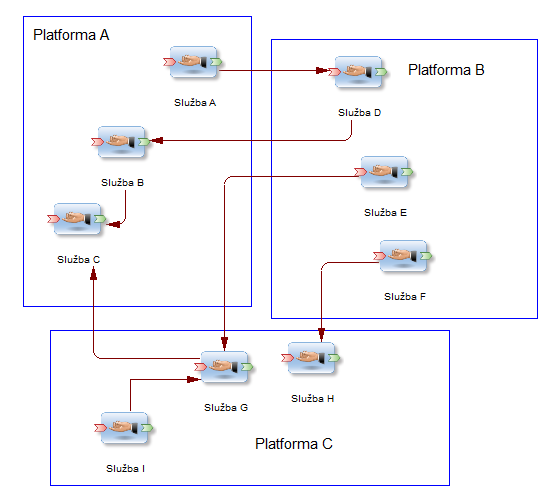 Platforma A
Služba A
Platforma B
Služba D
Služba B
Služba E
Služba C
Služba F
Služba G
Služba H
Platforma C
Služba I